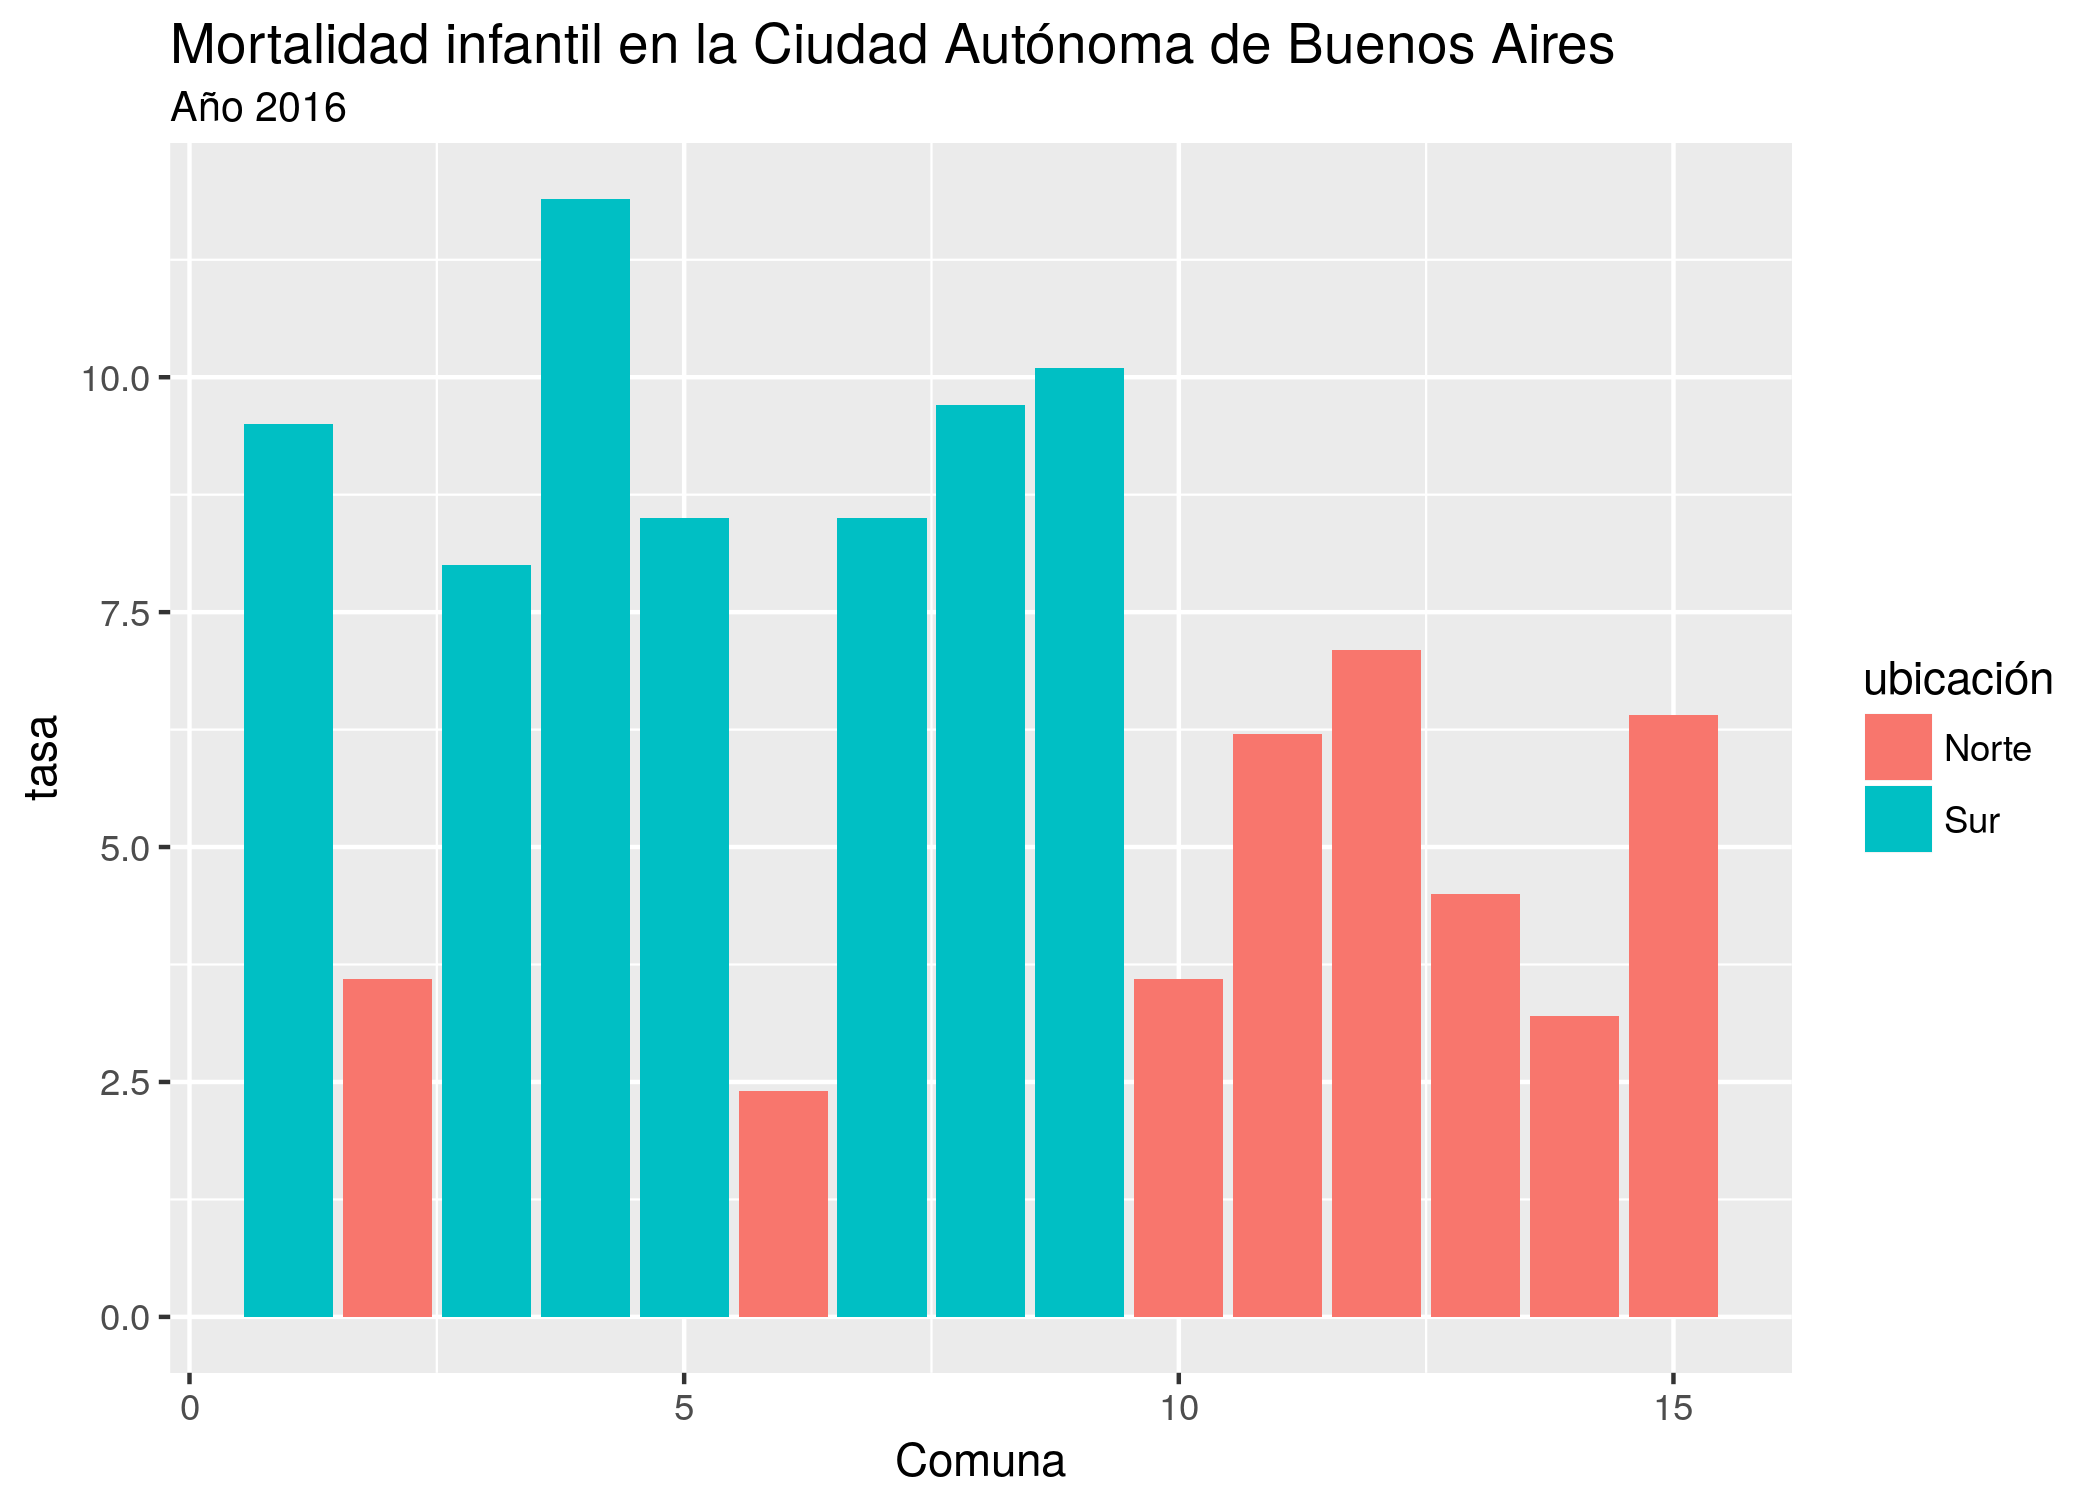 Mortalidad infantil en la Ciudad Autónoma de Buenos Aires
Año 2016
tasa
10.0
7.5
5.0
2.5
0.0
0
5
10
15
Comuna
ubicación
Norte
Sur